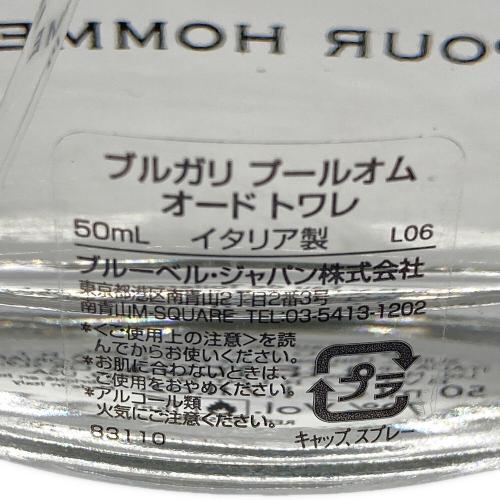 POUR HOMME
ブルガリ プールオム
オード トワレ
50mL イタリア製 L06
ブルーベル・ジャパン株式会社
東京都港区南青山2丁目2番3号
南青山M-SQUARE TEL:03-5413-1202
*<ご使用上の注意>を読
んでからお使いください。
*お肌に合わないときは、
ご使用をおやめください。
*アルコール類
火気にご注意ください。
83110
プラ
キャップ、スプレー